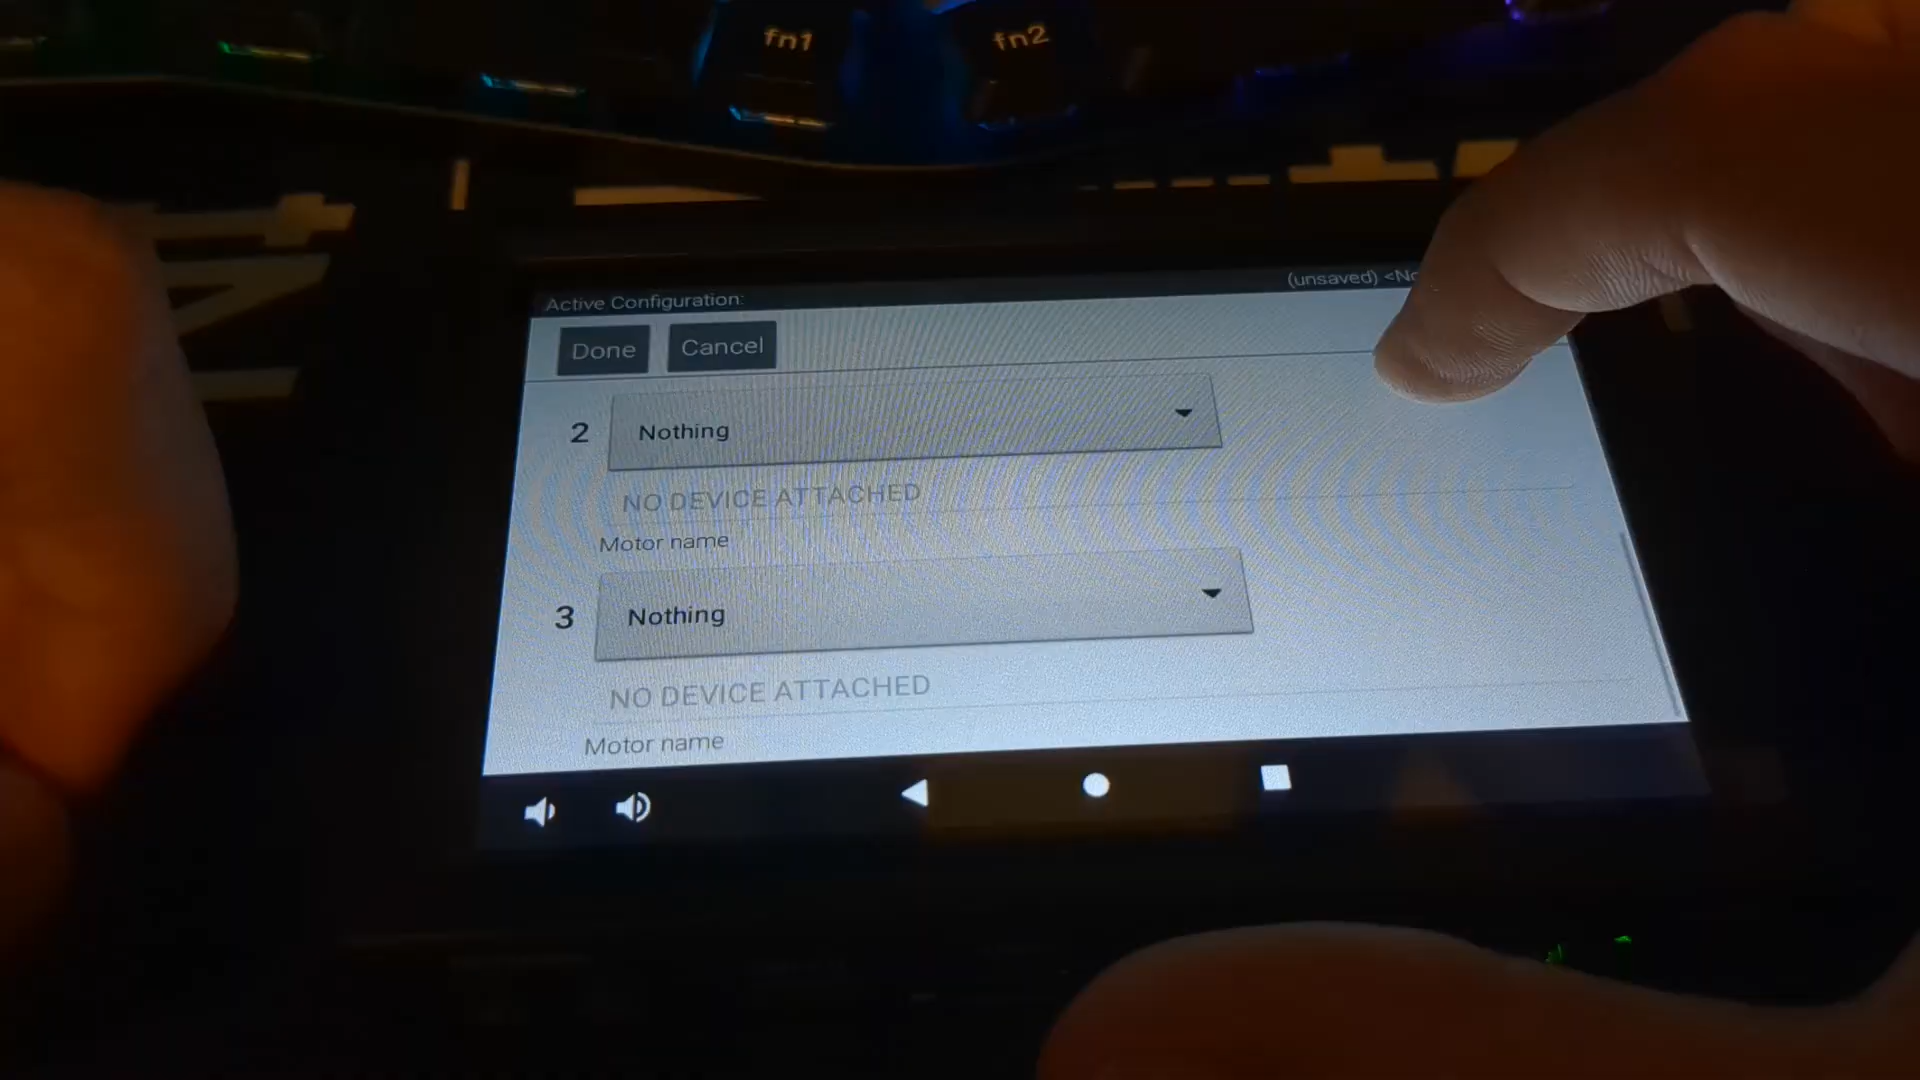 fn1 fn2
Active Configuration: (unsaved)
Done Cancel
2 Nothing
NO DEVICE ATTACHED
Motor name
3 Nothing
NO DEVICE ATTACHED
Motor name